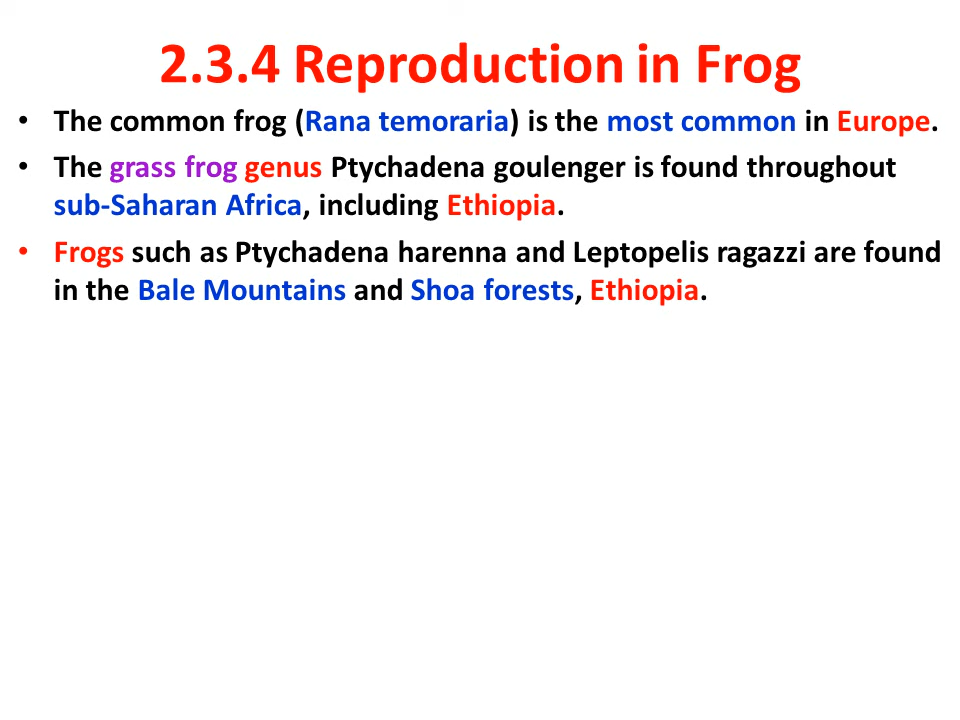 2.3.4 Reproduction in Frog
• The common frog (Rana temoraria) is the most common in Europe.
• The grass frog genus Ptychadena goulenger is found throughout
sub-Saharan Africa, including Ethiopia.
• Frogs such as Ptychadena harenna and Leptopelis ragazzi are found
in the Bale Mountains and Shoa forests, Ethiopia.